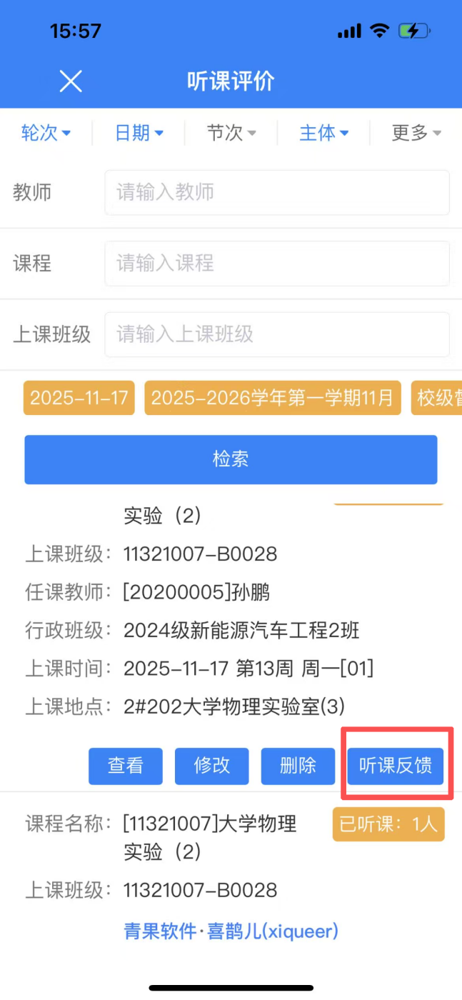 15:57
听课评价
轮次 日期 节次 主体 更多
教师 请输入教师
课程 请输入课程
上课班级 请输入上课班级
2025-11-17 2025-2026学年第一学期11月 校级
检索
实验（2）
上课班级：11321007-B0028
任课教师：[20200005]孙鹏
行政班级：2024级新能源汽车工程2班
上课时间：2025-11-17 第13周 周一[01]
上课地点：2#202大学物理实验室(3)
查看 修改 删除 听课反馈
课程名称：[11321007]大学物理 已听课：1人
实验（2）
上课班级：11321007-B0028
青果软件·喜鹊儿(xiqueer)